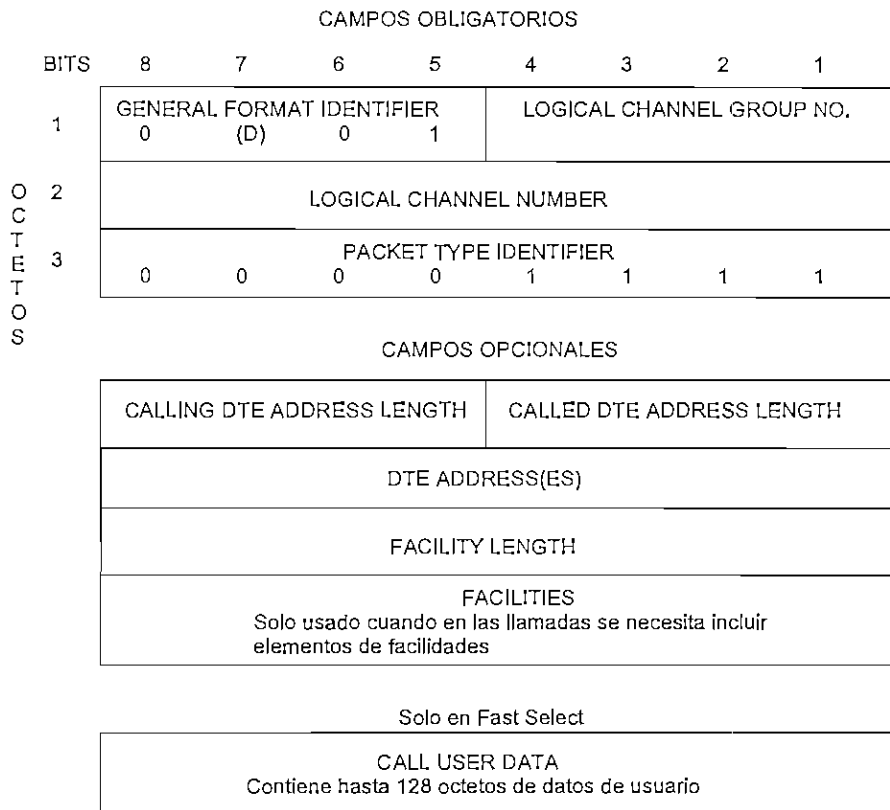 CAMPOS OBLIGATORIOS
BITS 8 7 6 5 4 3 2 1
OCTETOS
1
GENERAL FORMAT IDENTIFIER
0 (D) 0 1
LOGICAL CHANNEL GROUP NO.
2
LOGICAL CHANNEL NUMBER
3
PACKET TYPE IDENTIFIER
0 0 0 0 1 1 1 1
CAMPOS OPCIONALES
CALLING DTE ADDRESS LENGTH
CALLED DTE ADDRESS LENGTH
DTE ADDRESS(ES)
FACILITY LENGTH
FACILITIES
Solo usado cuando en las llamadas se necesita incluir
elementos de facilidades
Solo en Fast Select
CALL USER DATA
Contiene hasta 128 octetos de datos de usuario